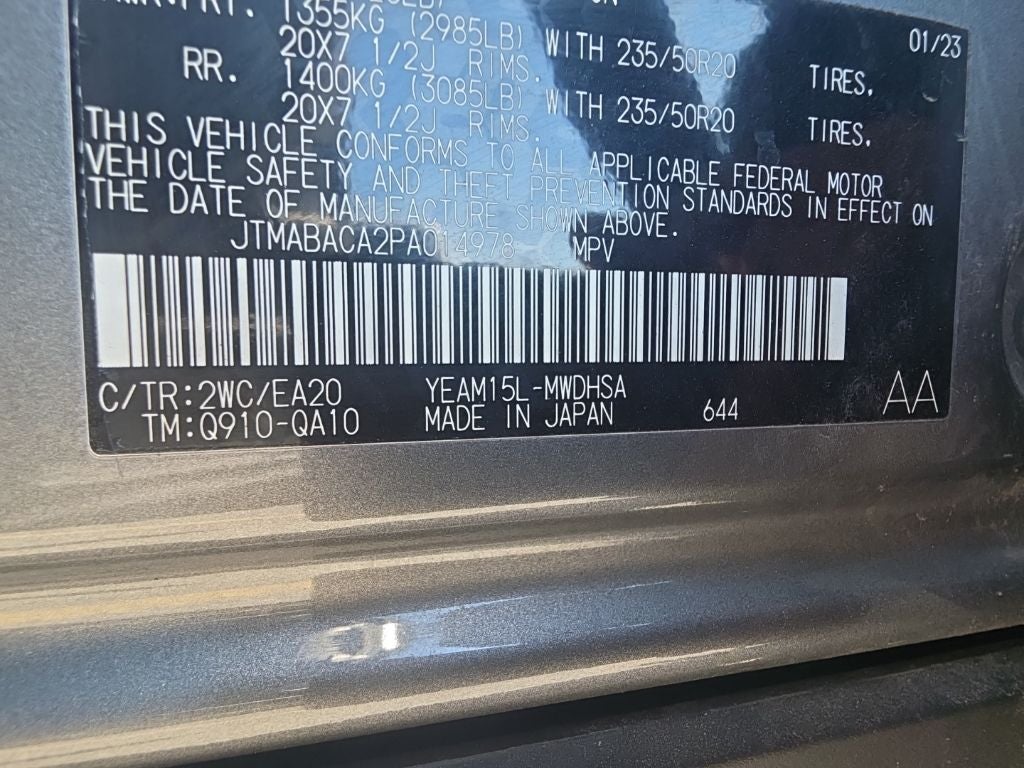 1355KG (2985LB) WITH 235/50R20 TIRES. 01/23
20X7 1/2J RIMS.
RR. 1400KG (3085LB) WITH 235/50R20 TIRES.
20X7 1/2J RIMS.
THIS VEHICLE CONFORMS TO ALL APPLICABLE FEDERAL MOTOR
VEHICLE SAFETY AND THEFT PREVENTION STANDARDS IN EFFECT ON
THE DATE OF MANUFACTURE SHOWN ABOVE.
JTMABACA2PA014978 MPV
C/TR:2WC/EA20 YEAM15L-MWDHSA AA
TM:Q910-QA10 MADE IN JAPAN 644